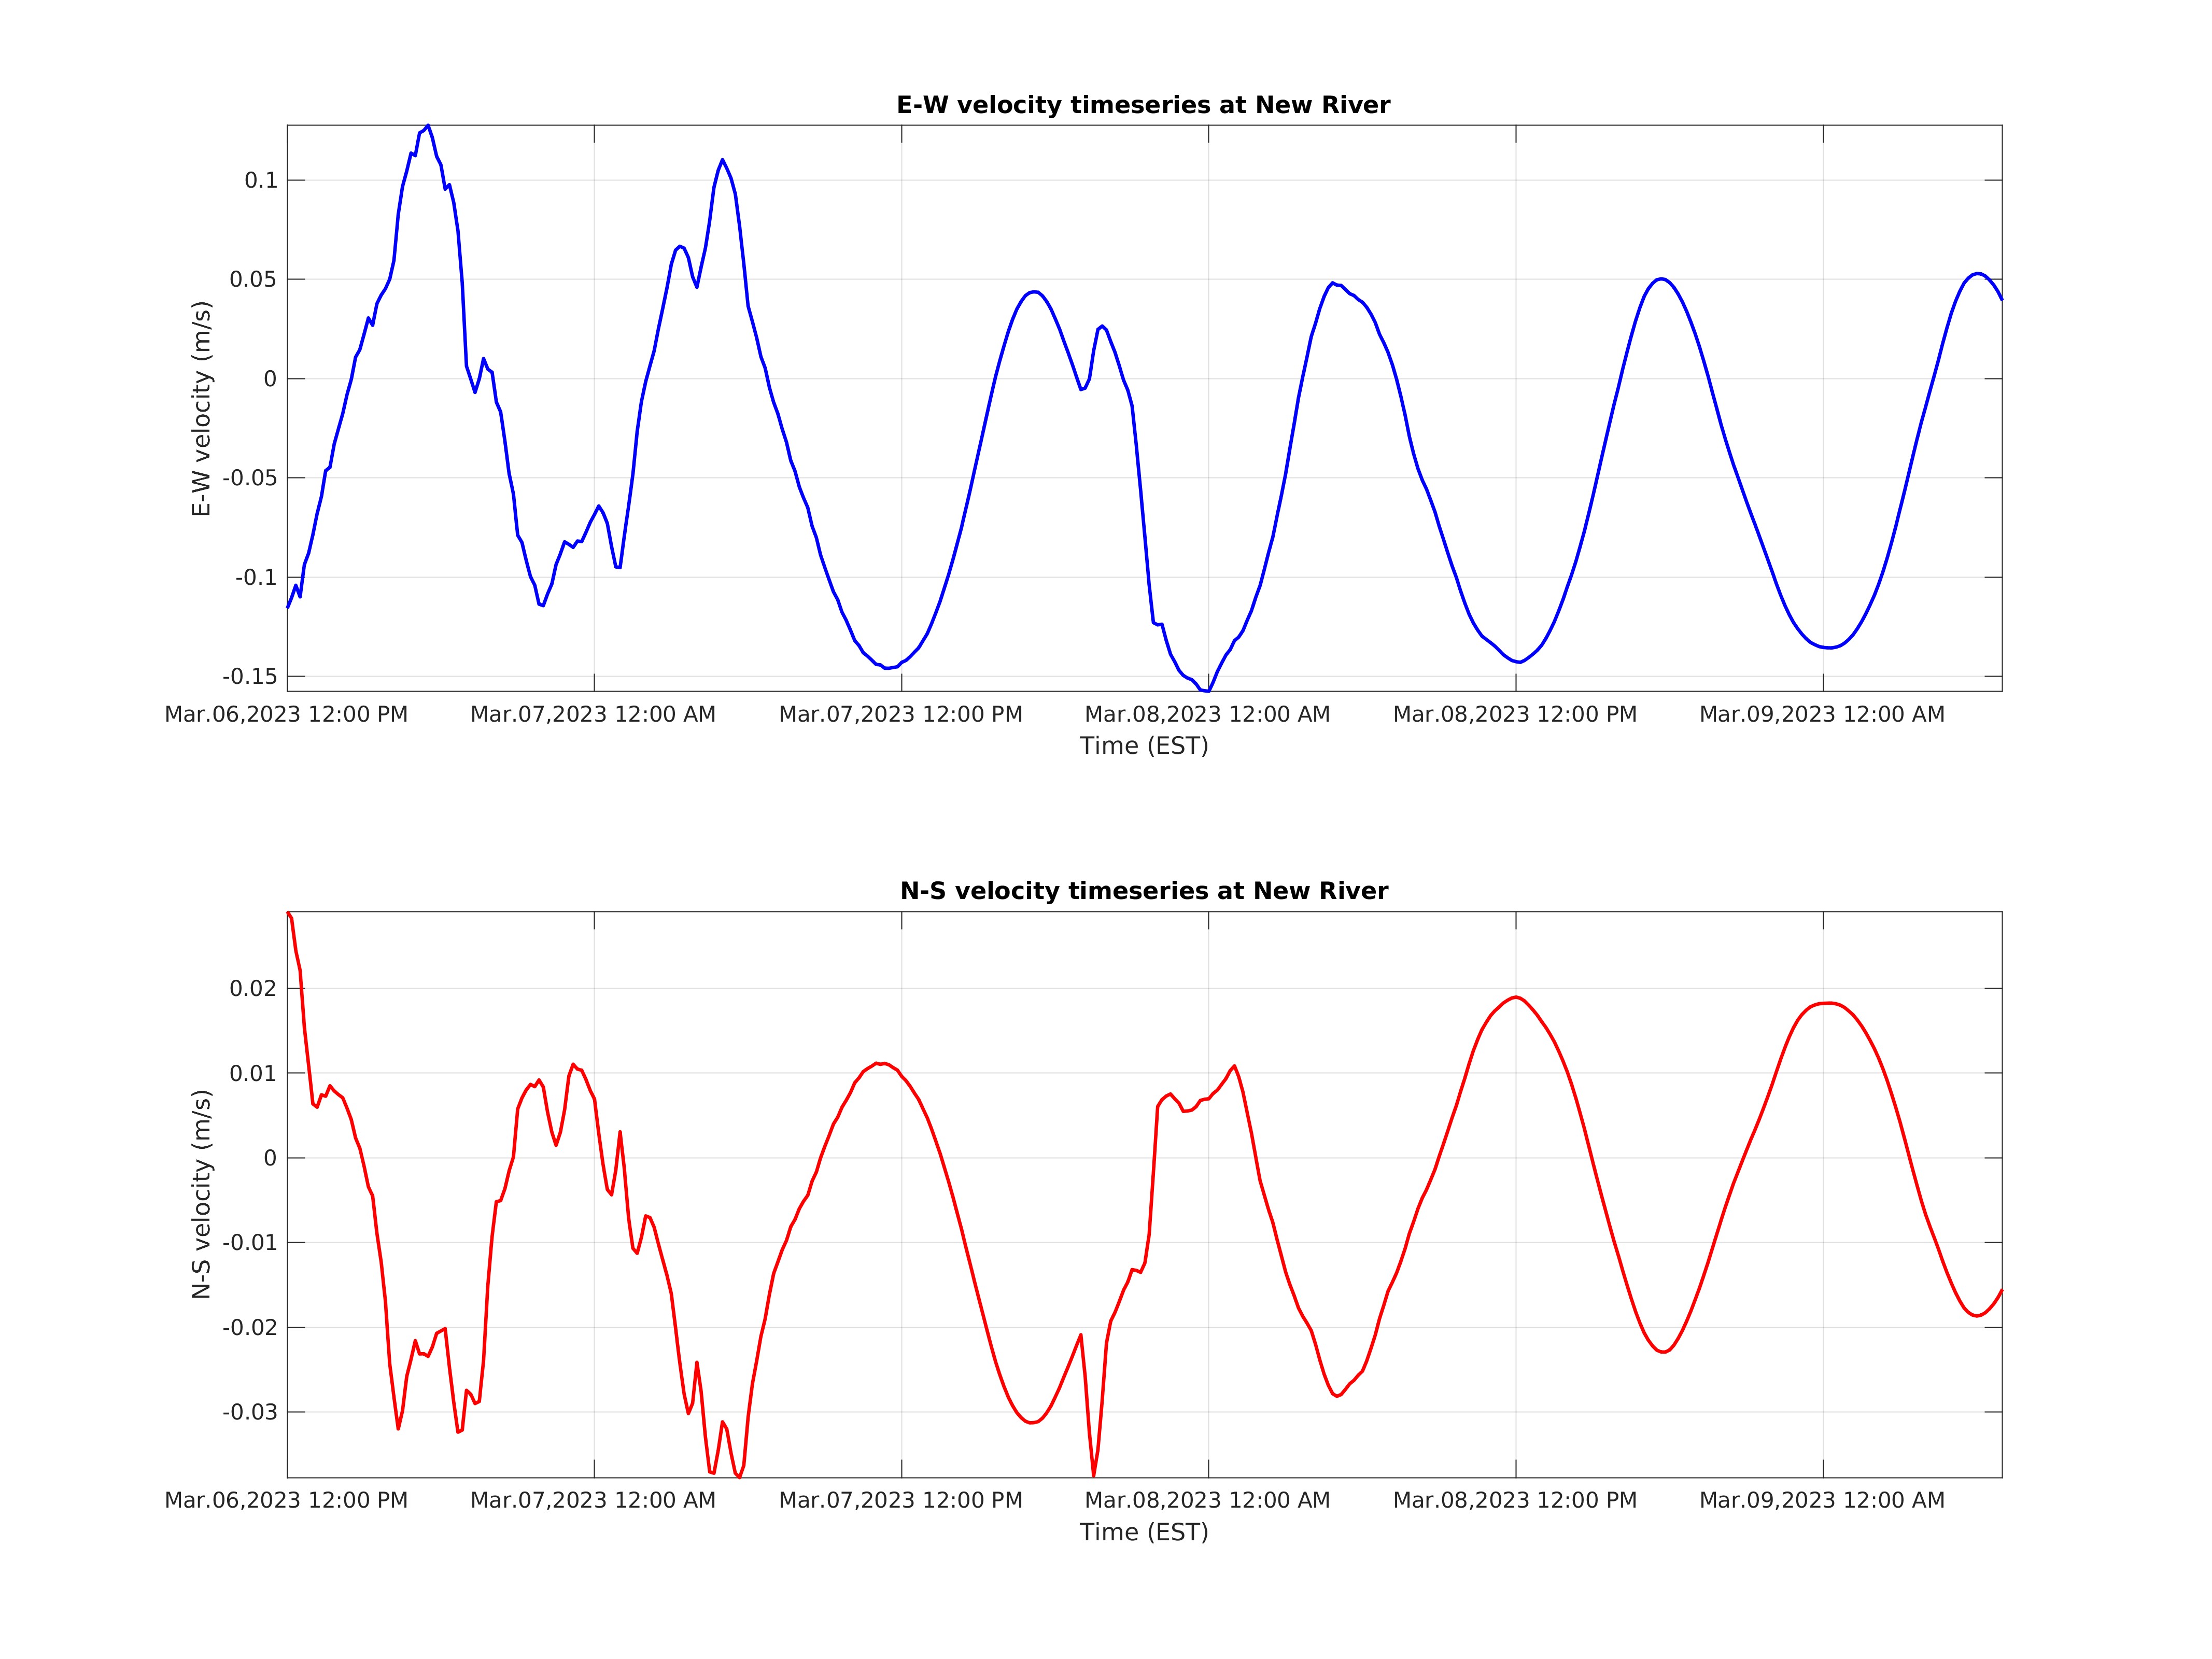 E-W velocity timeseries at New River
0.1
0.05
0
-0.05
-0.1
-0.15
E-W velocity (m/s)
Mar.06,2023 12:00 PM Mar.07,2023 12:00 AM Mar.07,2023 12:00 PM Mar.08,2023 12:00 AM Mar.08,2023 12:00 PM Mar.09,2023 12:00 AM
Time (EST)
N-S velocity timeseries at New River
0.02
0.01
0
-0.01
-0.02
-0.03
N-S velocity (m/s)
Mar.06,2023 12:00 PM Mar.07,2023 12:00 AM Mar.07,2023 12:00 PM Mar.08,2023 12:00 AM Mar.08,2023 12:00 PM Mar.09,2023 12:00 AM
Time (EST)